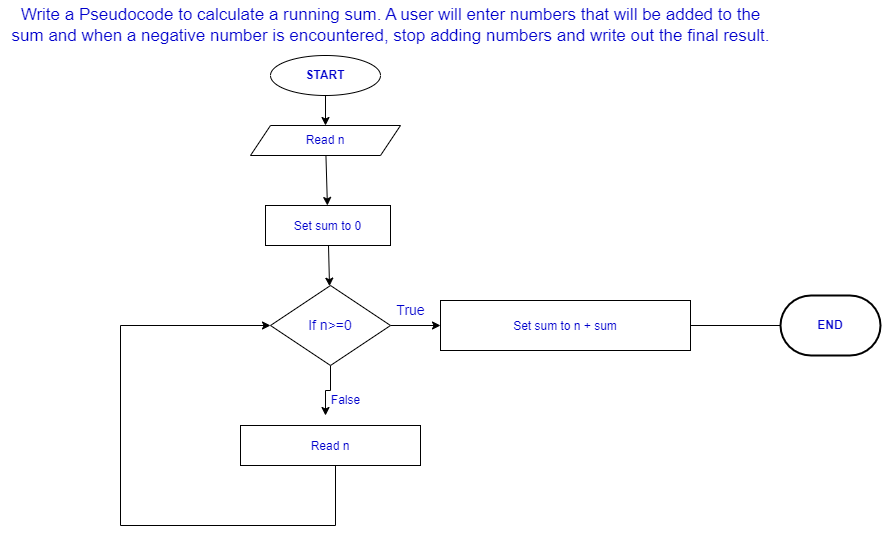 Write a Pseudocode to calculate a running sum. A user will enter numbers that will be added to the
sum and when a negative number is encountered, stop adding numbers and write out the final result.
START
Read n
Set sum to 0
If n>=0
True
Set sum to n + sum
END
False
Read n